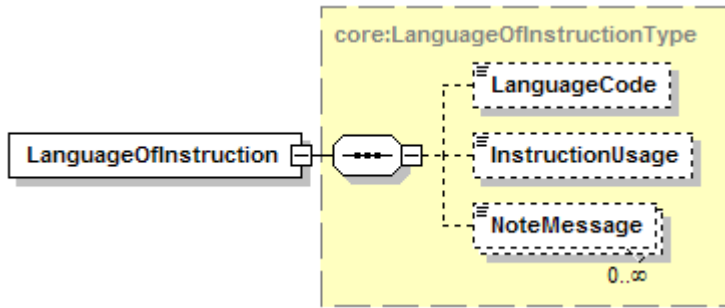 core:LanguageOfInstructionType
LanguageCode
LanguageOfInstruction
InstructionUsage
NoteMessage
0..∞